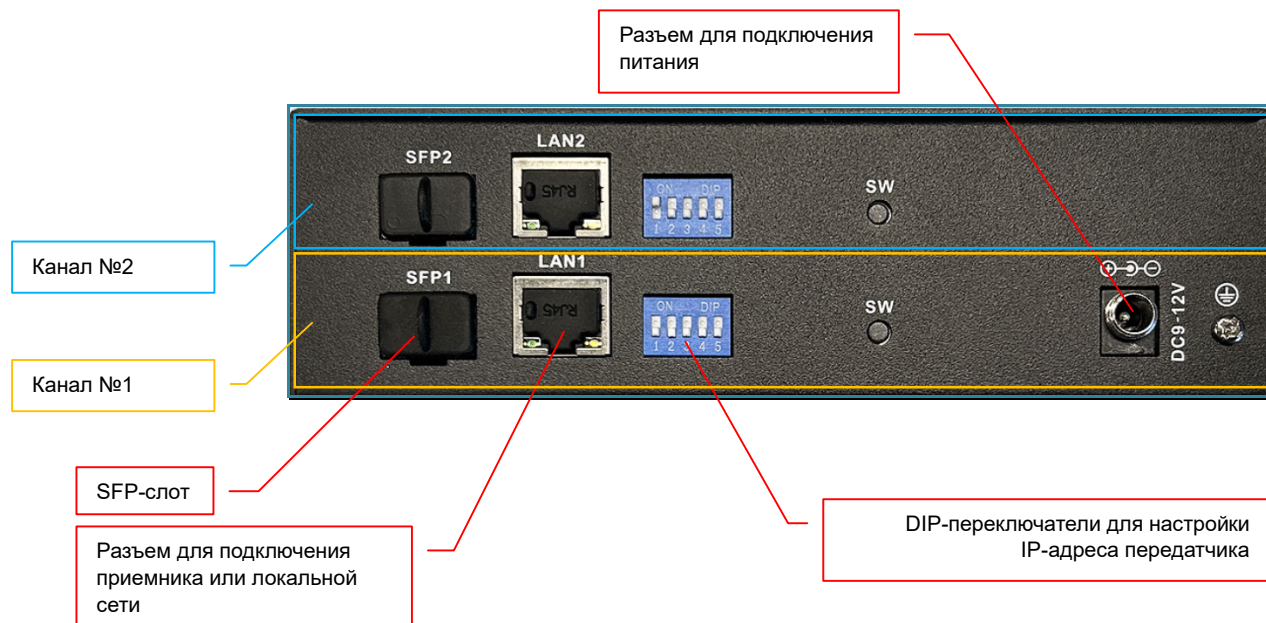 Разъем для подключения
питания
LAN2
SFP2
RJ45
ON DIP
1 2 3 4 5
SW
Канал №2
LAN1
SFP1
RJ45
ON DIP
1 2 3 4 5
SW
DC9-12V
Канал №1
SFP-слот
Разъем для подключения
приемника или локальной
сети
DIP-переключатели для настройки
IP-адреса передатчика